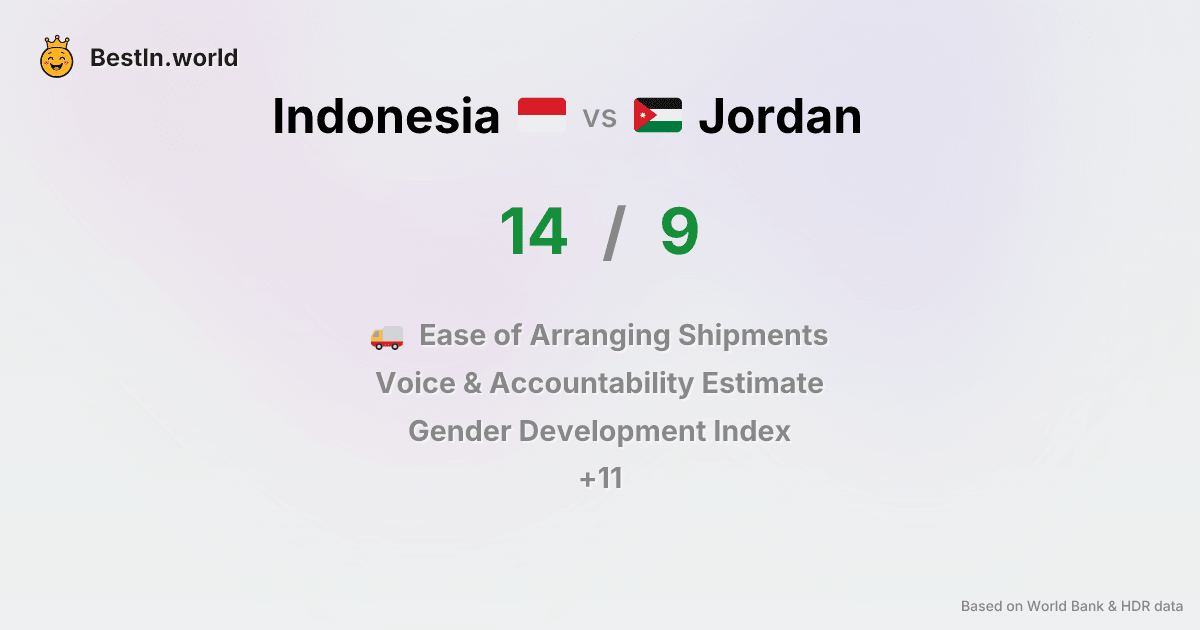 BestIn.world
Indonesia vs Jordan
14 / 9
Ease of Arranging Shipments
Voice & Accountability Estimate
Gender Development Index
+11
Based on World Bank & HDR data